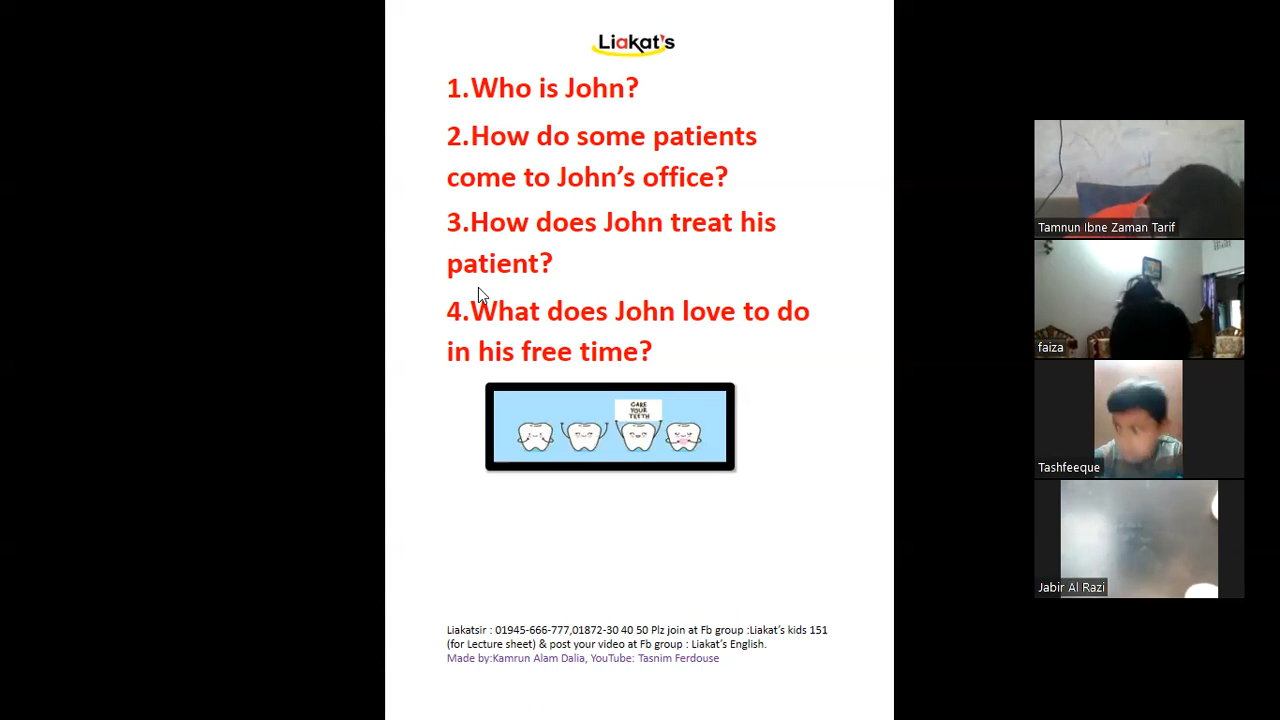 Liakat's
1.Who is John?
2.How do some patients
come to John's office?
3.How does John treat his
patient?
4.What does John love to do
in his free time?
CARE
YOUR
TEETH
Liakatsir : 01945-666-777,01872-30 40 50 Plz join at Fb group :Liakat's kids 151
(for Lecture sheet) & post your video at Fb group : Liakat's English.
Made by:Kamrun Alam Dalia, YouTube: Tasnim Ferdouse
Tamnun Ibne Zaman Tarif
faiza
Tashfeeque
Jabir Al Razi